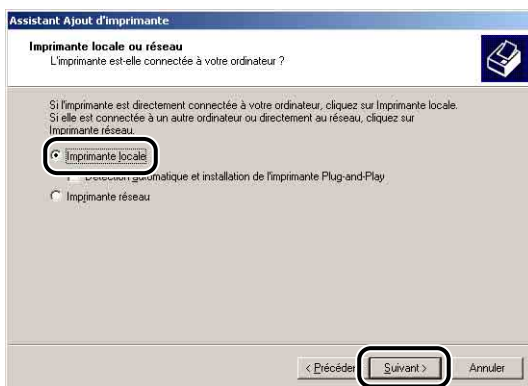 Assistant Ajout d'imprimante
Imprimante locale ou réseau
L'imprimante est-elle connectée à votre ordinateur ?
Si l'imprimante est directement connectée à votre ordinateur, cliquez sur Imprimante locale.
Si elle est connectée à un autre ordinateur ou directement au réseau, cliquez sur
Imprimante réseau.
Imprimante locale
Détection automatique et installation de l'imprimante Plug-and-Play
Imprimante réseau
< Précéden
Suivant >
Annuler